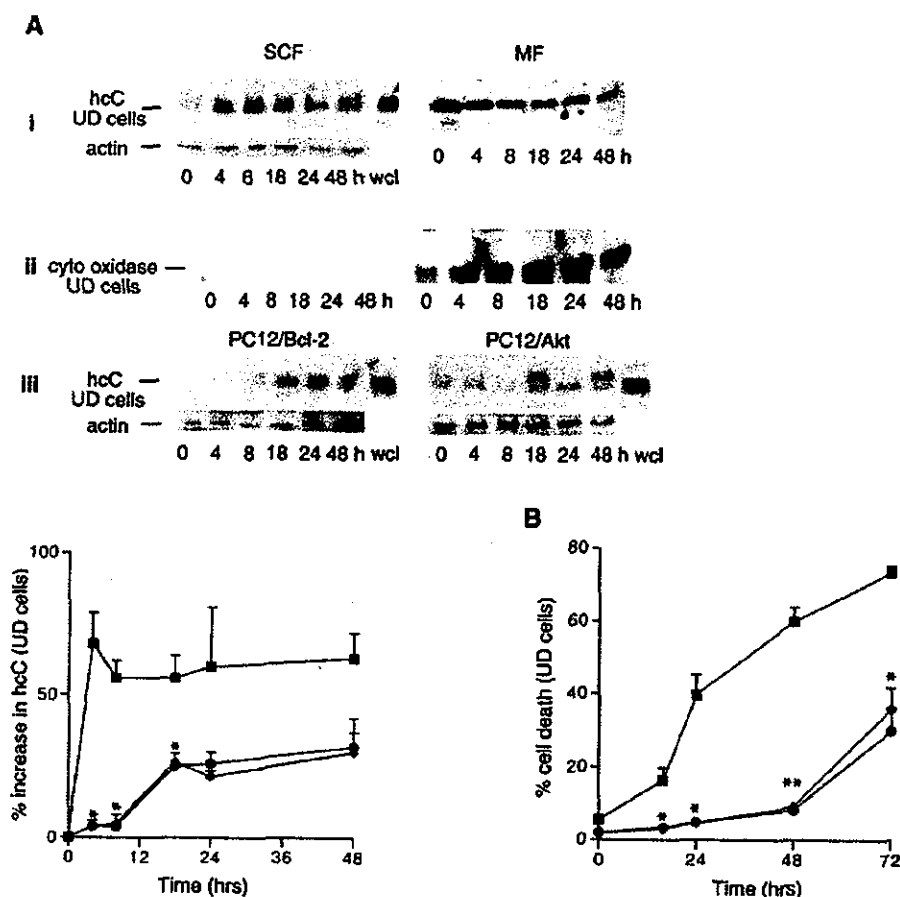 A
SCF MF
hcC
UD cells
i
actin
0 4 8 18 24 48 h wcl
0 4 8 18 24 48 h
ii cyto oxidase
UD cells
0 4 8 18 24 48 h
0 4 8 18 24 48 h
PC12/Bcl-2 PC12/Akt
iii hcC
UD cells
actin
0 4 8 18 24 48 h wcl
0 4 8 18 24 48 h wcl
% increase in hcC (UD cells)
100
50
0
0 12 24 36 48
Time (hrs)
* * *
B
% cell death (UD cells)
80
60
40
20
0
0 24 48 72
Time (hrs)
* * ** *